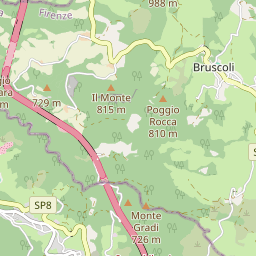 988 m
Firenze
Bruscoli
729 m
Il Monte
815 m
Poggio
Rocca
810 m
SP8
Monte
Gradi
726 m